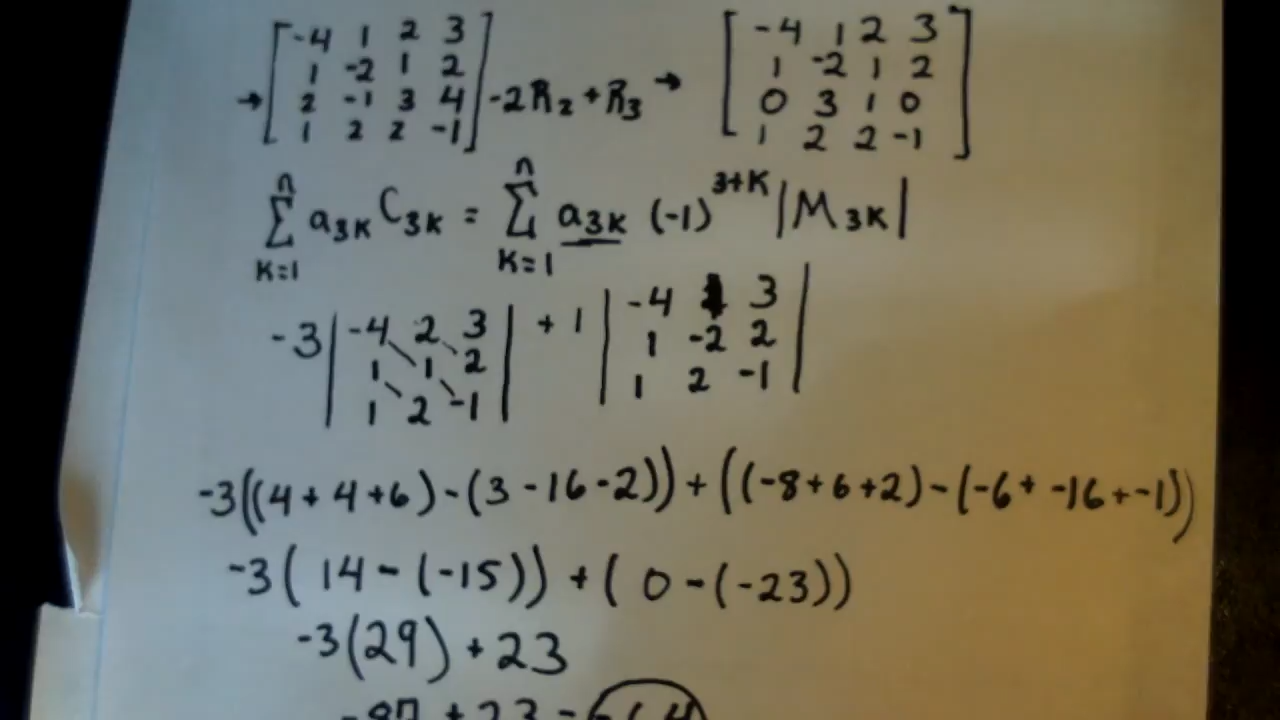 → [ -4 1 2 3 ] [ -4 1 2 3 ]
1 -2 1 2 1 -2 1 2
2 -1 3 4 -2R₂ + R₃ → 0 3 1 0
1 2 2 -1 1 2 2 -1
n Σ K=1 a₃ₖ C₃ₖ = n Σ K=1 a₃ₖ (-1)³⁺ᴷ |M₃ₖ|
-3 | -4 2 3 | + 1 | -4 1 3 |
1 1 2 1 -2 2
1 2 -1 1 2 -1
-3((4+4+6)-(3-16-2))+((-8+6+2)-(-6+-16+-1))
-3(14-(-15))+(0-(-23))
-3(29)+23
-87+23=-64